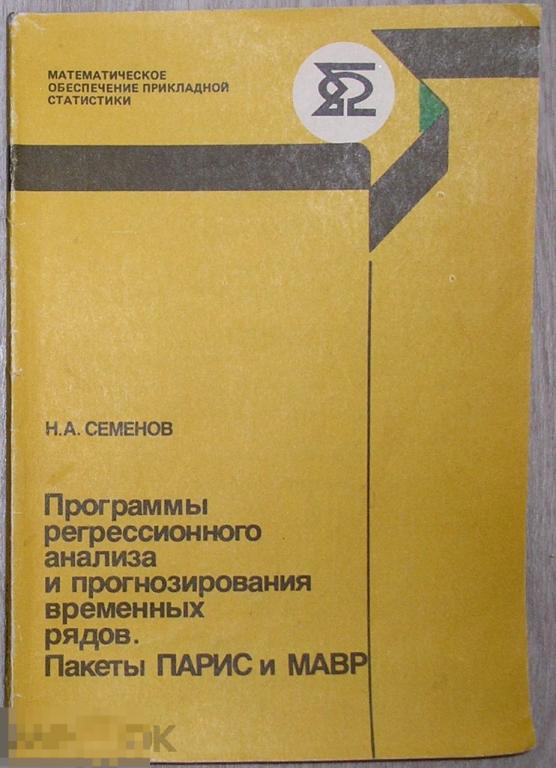 МАТЕМАТИЧЕСКОЕ
ОБЕСПЕЧЕНИЕ ПРИКЛАДНОЙ
СТАТИСТИКИ
Н.А. СЕМЕНОВ
Программы
регрессионного
анализа
и прогнозирования
временных
рядов.
Пакеты ПАРИС и МАВР